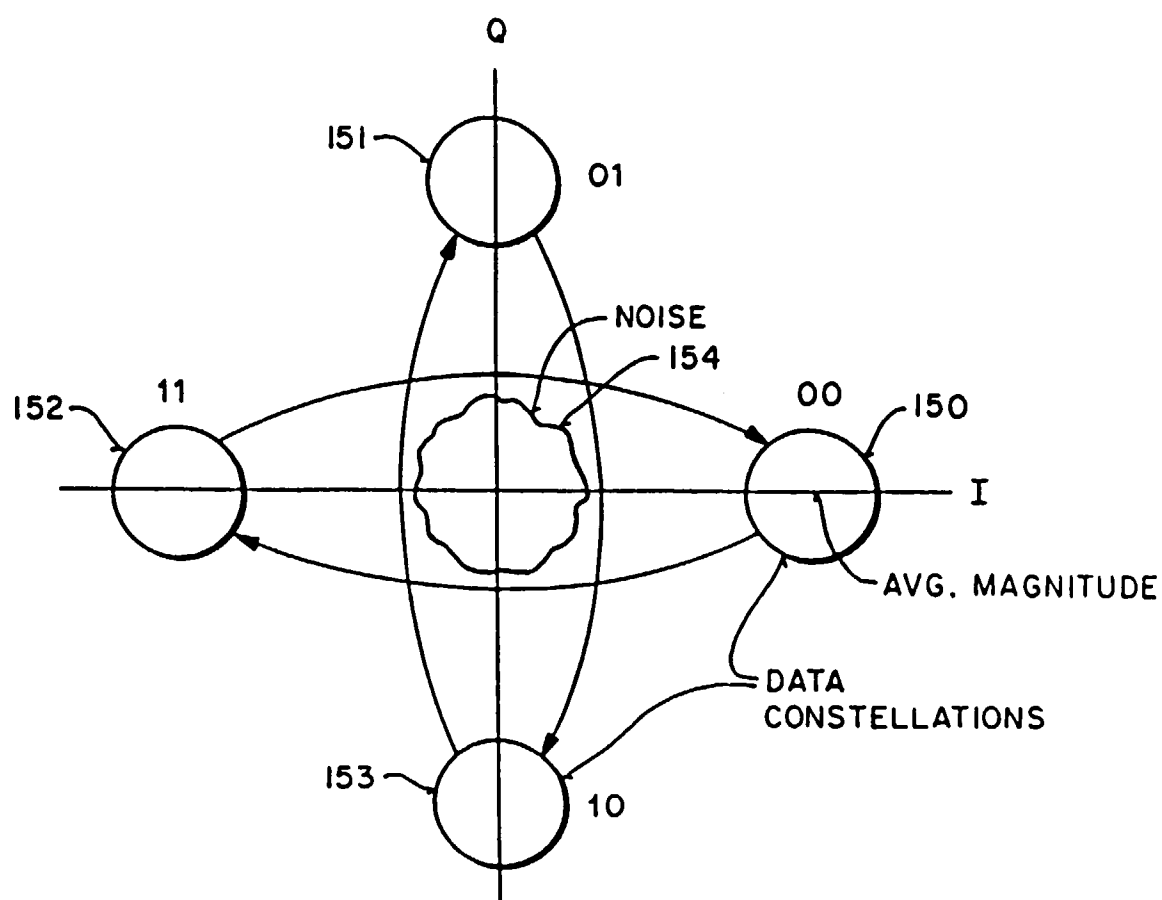 Q
151
01
NOISE
154
11
00
152
150
I
AVG. MAGNITUDE
DATA
CONSTELLATIONS
153
10